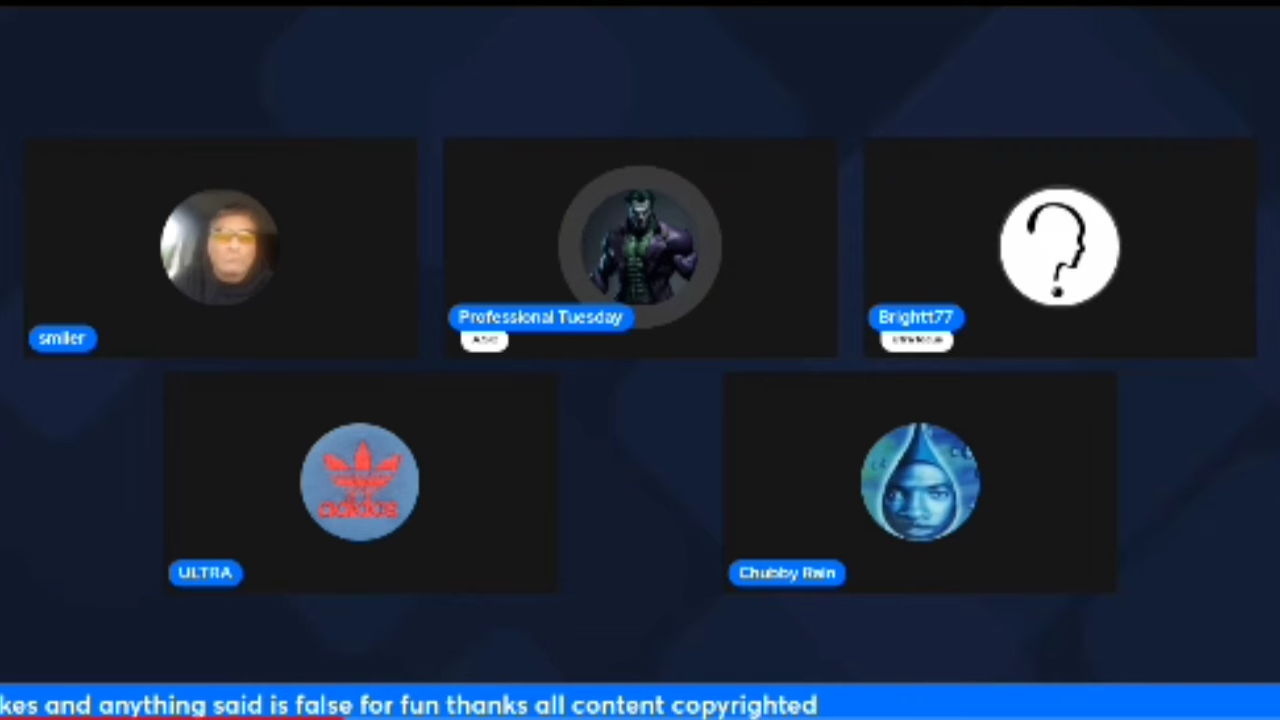 smiler
Professional Tuesday
Brightt77
adidas
ULTRA
Chubby Rain
kes and anything said is false for fun thanks all content copyrighted